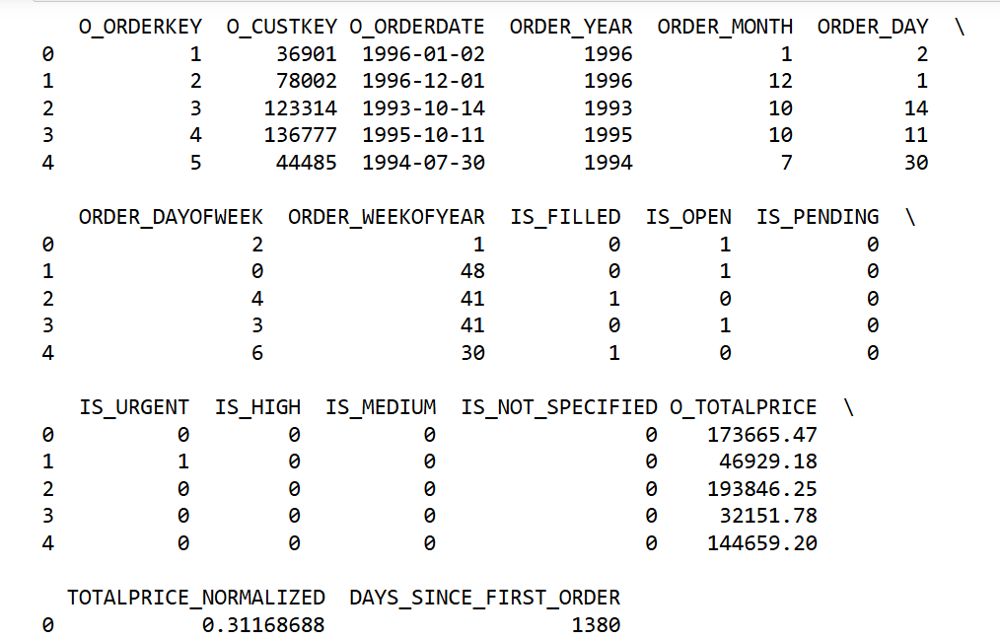 O_ORDERKEY O_CUSTKEY O_ORDERDATE ORDER_YEAR ORDER_MONTH ORDER_DAY \
0 1 36901 1996-01-02 1996 1 2
1 2 78002 1996-12-01 1996 12 1
2 3 123314 1993-10-14 1993 10 14
3 4 136777 1995-10-11 1995 10 11
4 5 44485 1994-07-30 1994 7 30
ORDER_DAYOFWEEK ORDER_WEEKOFYEAR IS_FILLED IS_OPEN IS_PENDING \
0 2 1 0 1 0
1 0 48 0 1 0
2 4 41 1 0 0
3 3 41 0 1 0
4 6 30 1 0 0
IS_URGENT IS_HIGH IS_MEDIUM IS_NOT_SPECIFIED O_TOTALPRICE \
0 0 0 0 0 173665.47
1 1 0 0 0 46929.18
2 0 0 0 0 193846.25
3 0 0 0 0 32151.78
4 0 0 0 0 144659.20
TOTALPRICE_NORMALIZED DAYS_SINCE_FIRST_ORDER
0 0.31168688 1380